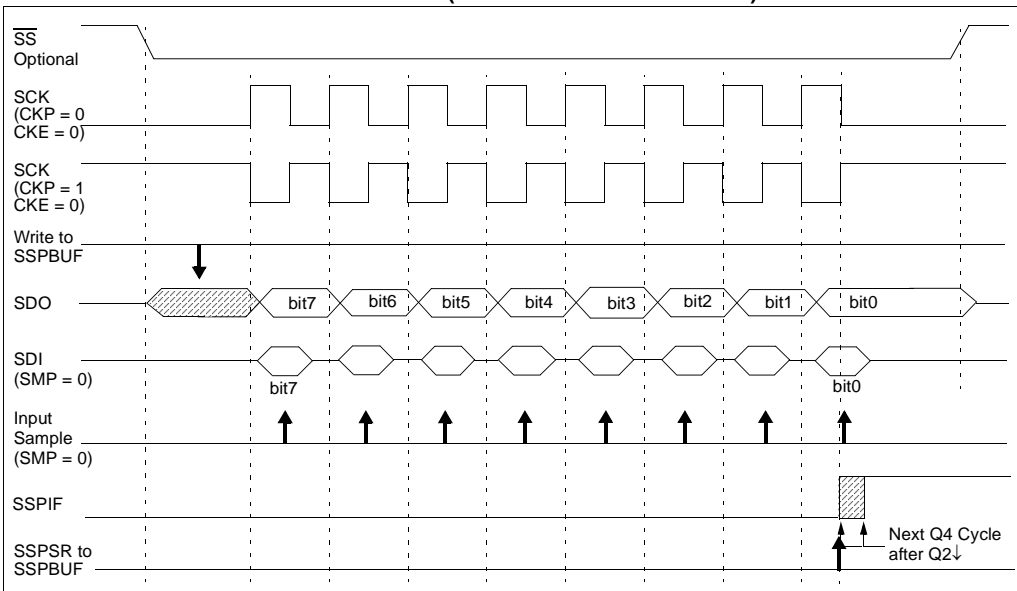 SS
Optional
SCK
(CKP = 0
CKE = 0)
SCK
(CKP = 1
CKE = 0)
Write to
SSPBUF
SDO bit7 bit6 bit5 bit4 bit3 bit2 bit1 bit0
SDI
(SMP = 0)
bit7 bit0
Input
Sample
(SMP = 0)
SSPIF
Next Q4 Cycle
after Q2↓
SSPSR to
SSPBUF